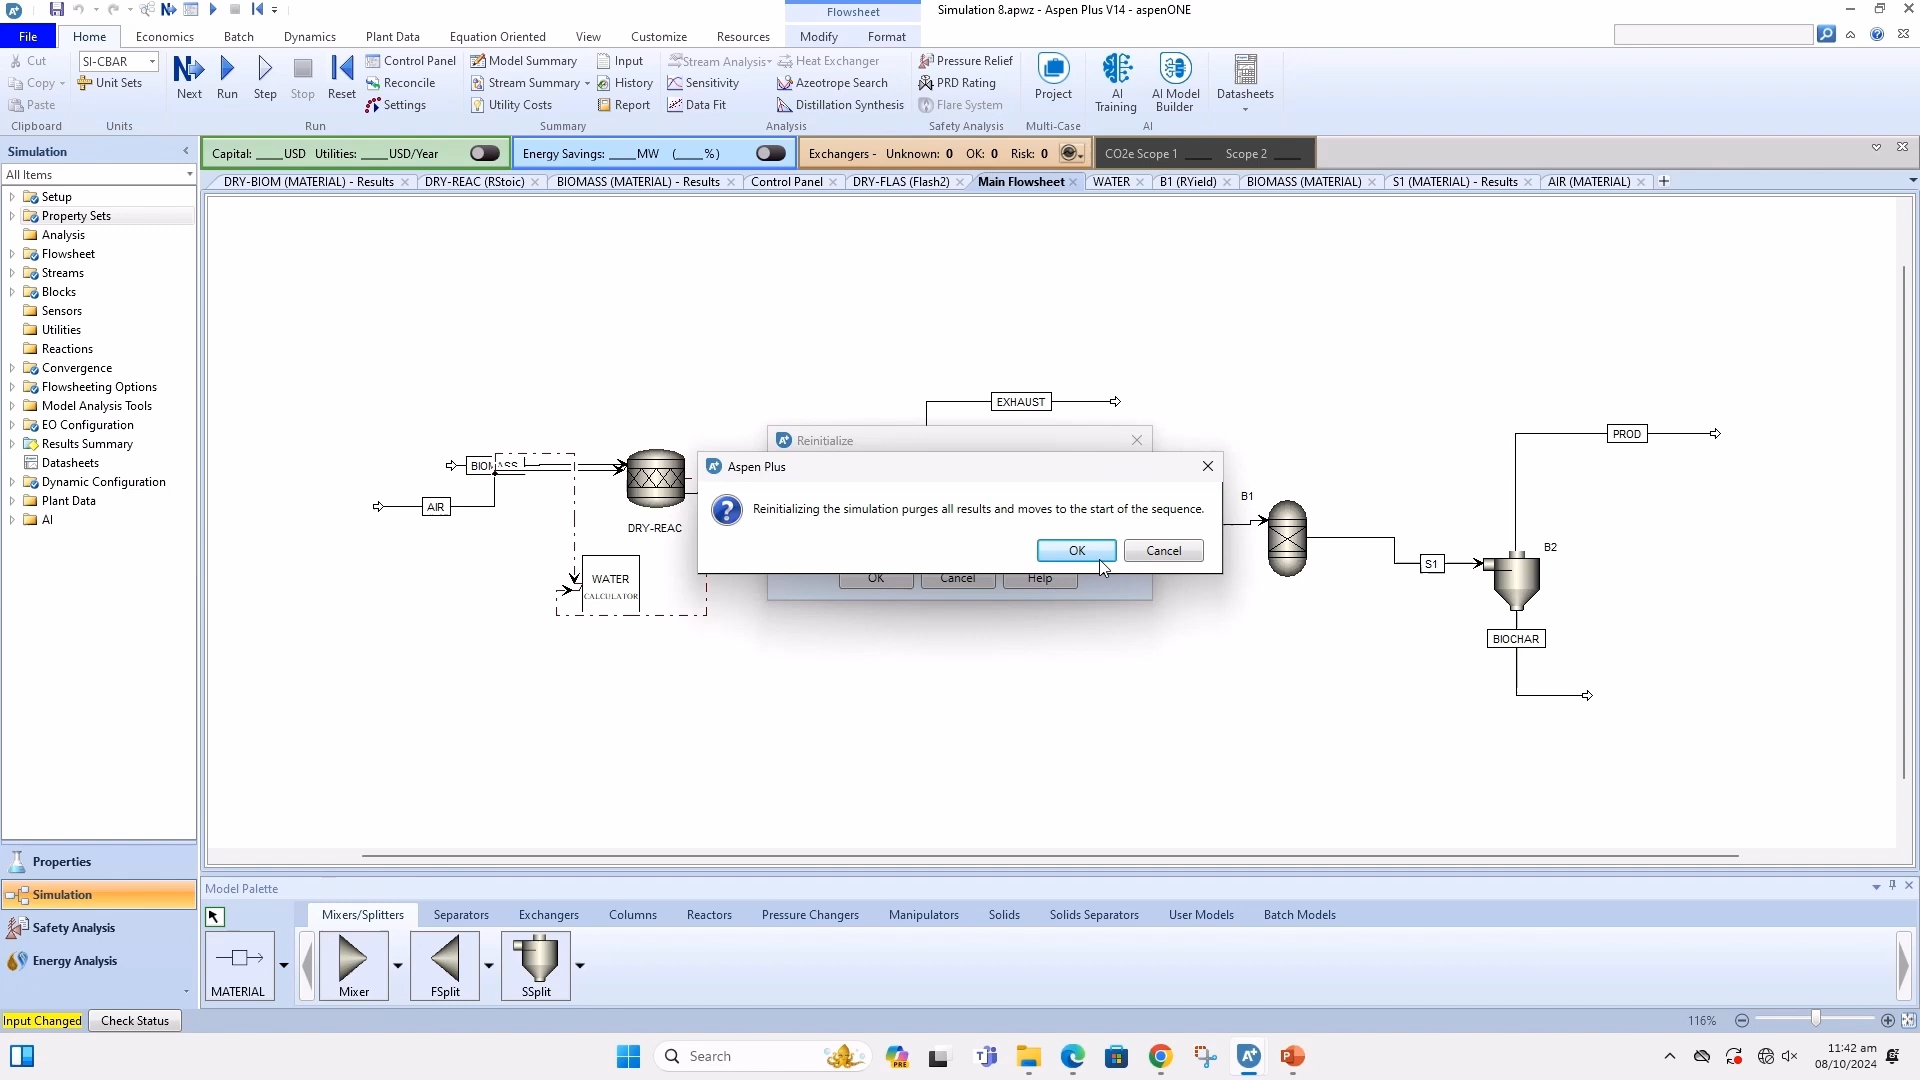 Flowsheet
Simulation 8.apwz - Aspen Plus V14 - aspenONE
File
Home
Economics
Batch
Dynamics
Plant Data
Equation Oriented
View
Customize
Resources
Modify
Format
Cut
SI-CBAR
Copy
Unit Sets
Paste
Clipboard
Units
Next
Run
Step
Stop
Reset
Control Panel
Reconcile
Settings
Run
Model Summary
Input
Stream Summary
History
Utility Costs
Report
Summary
Stream Analysis
Heat Exchanger
Sensitivity
Azeotrope Search
Data Fit
Distillation Synthesis
Analysis
Pressure Relief
PRD Rating
Flare System
Safety Analysis
Project
Multi-Case
AI Training
AI Model Builder
AI
Datasheets
Simulation
Capital: ____ USD Utilities: ____ USD/Year
Energy Savings: ____ MW ( ____ %)
Exchangers - Unknown: 0 OK: 0 Risk: 0
CO2e Scope 1 ____ Scope 2 ____
All Items
DRY-BIOM (MATERIAL) - Results
DRY-REAC (RStoic)
BIOMASS (MATERIAL) - Results
Control Panel
DRY-FLAS (Flash2)
Main Flowsheet
WATER
B1 (RYield)
BIOMASS (MATERIAL)
S1 (MATERIAL) - Results
AIR (MATERIAL)
Setup
Property Sets
Analysis
Flowsheet
Streams
Blocks
Sensors
Utilities
Reactions
Convergence
Flowsheeting Options
Model Analysis Tools
EO Configuration
Results Summary
Datasheets
Dynamic Configuration
Plant Data
AI
EXHAUST
PROD
BIOMASS
AIR
DRY-REAC
WATER
CALCULATOR
B1
S1
B2
BIOCHAR
Reinitialize
Aspen Plus
Reinitializing the simulation purges all results and moves to the start of the sequence.
OK
Cancel
OK
Cancel
Help
Properties
Simulation
Safety Analysis
Energy Analysis
Model Palette
Mixers/Splitters
Separators
Exchangers
Columns
Reactors
Pressure Changers
Manipulators
Solids
Solids Separators
User Models
Batch Models
MATERIAL
Mixer
FSplit
SSplit
Input Changed
Check Status
116%
Search
11:42 am
08/10/2024